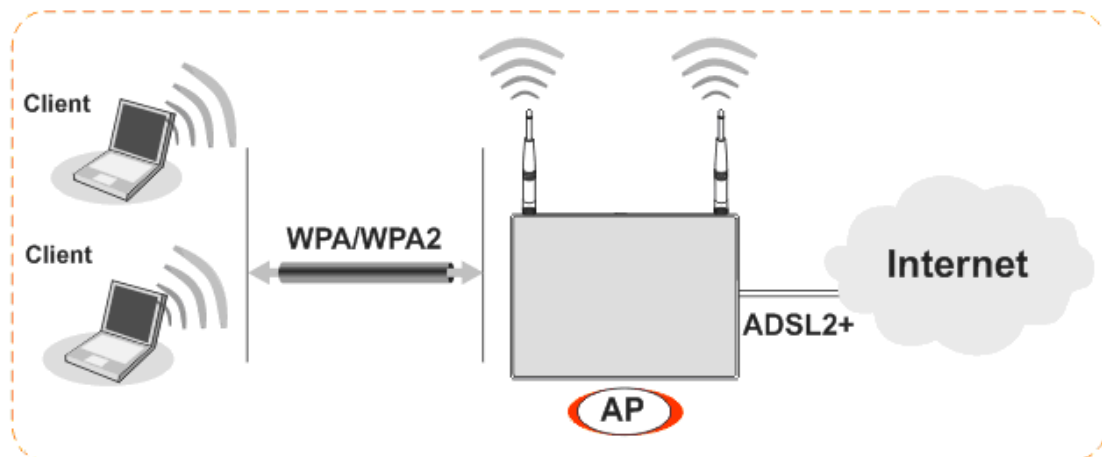 Client
WPA/WPA2
Client
Internet
ADSL2+
AP